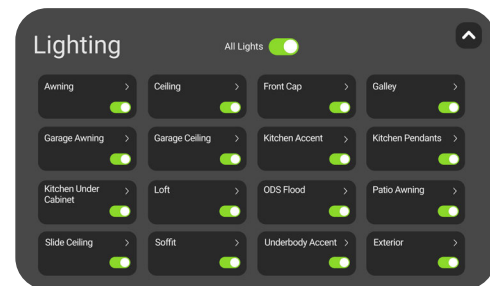 Lighting
All Lights
Awning
Ceiling
Front Cap
Galley
Garage Awning
Garage Ceiling
Kitchen Accent
Kitchen Pendants
Kitchen Under
Cabinet
Loft
ODS Flood
Patio Awning
Slide Ceiling
Soffit
Underbody Accent
Exterior